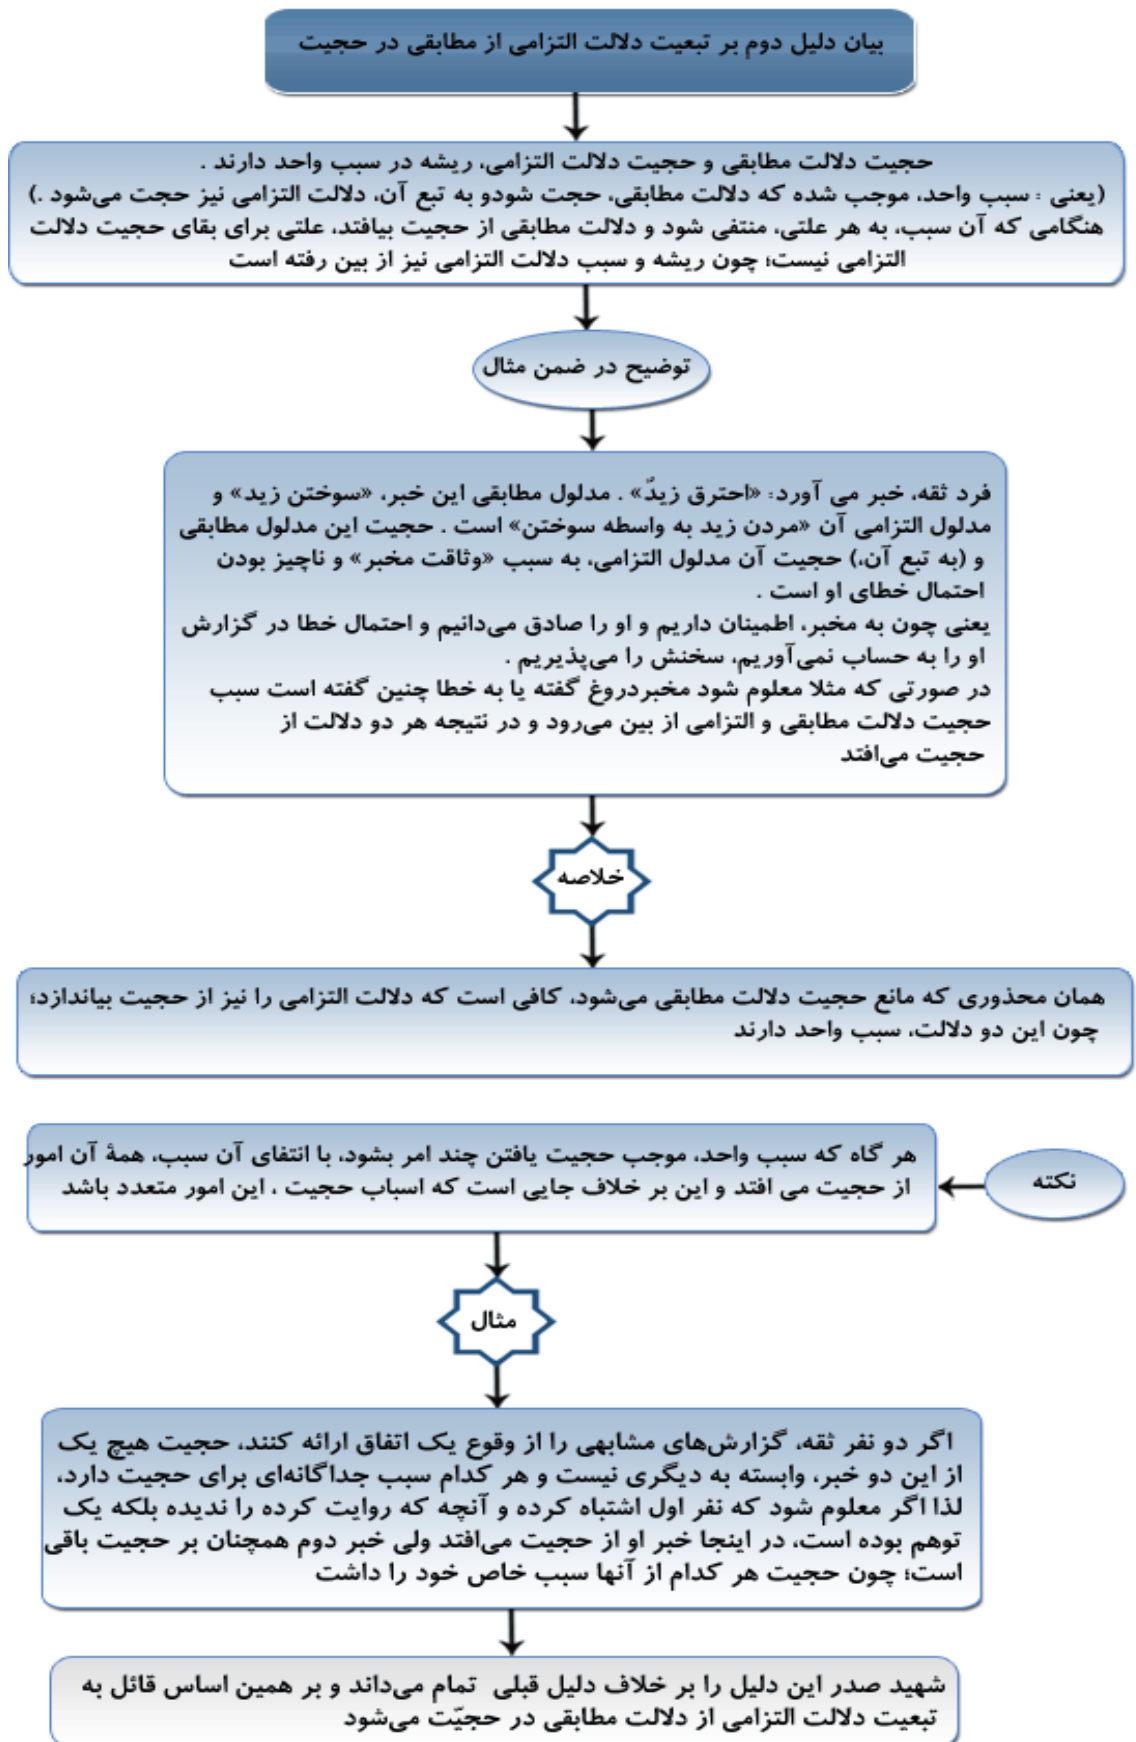 بیان دلیل دوم بر تبعیت دلالت التزامی از مطابقی در حجیت
حجیت دلالت مطابقی و حجیت دلالت التزامی، ریشه در سبب واحد دارند .
(یعنی : سبب واحد، موجب شده که دلالت مطابقی، حجت شودو به تبع آن، دلالت التزامی نیز حجت می‌شود .)
هنگامی که آن سبب، به هر علتی، منتفی شود و دلالت مطابقی از حجیت بیافتد، علتی برای بقای حجیت دلالت
التزامی نیست؛ چون ریشه و سبب دلالت التزامی نیز از بین رفته است
توضیح در ضمن مثال
فرد ثقه، خبر می آورد: «احترق زیدٌ» . مدلول مطابقی این خبر، «سوختن زید» و
مدلول التزامی آن «مردن زید به واسطه سوختن» است . حجیت این مدلول مطابقی
و (به تبع آن،) حجیت آن مدلول التزامی، به سبب «وثاقت مخبر» و ناچیز بودن
احتمال خطای او است .
یعنی چون به مخبر، اطمینان داریم و او را صادق می‌دانیم و احتمال خطا در گزارش
او را به حساب نمی‌آوریم، سخنش را می‌پذیریم .
در صورتی که مثلا معلوم شود مخبردروغ گفته یا به خطا چنین گفته است سبب
حجیت دلالت مطابقی و التزامی از بین می‌رود و در نتیجه هر دو دلالت از
حجیت می‌افتد
خلاصه
همان محذوری که مانع حجیت دلالت مطابقی می‌شود، کافی است که دلالت التزامی را نیز از حجیت بیاندازد؛
چون این دو دلالت، سبب واحد دارند
نکته
هر گاه که سبب واحد، موجب حجیت یافتن چند امر بشود، با انتفای آن سبب، همۀ آن امور
از حجیت می افتد و این بر خلاف جایی است که اسباب حجیت ، این امور متعدد باشد
مثال
اگر دو نفر ثقه، گزارش‌های مشابهی را از وقوع یک اتفاق ارائه کنند، حجیت هیچ یک
از این دو خبر، وابسته به دیگری نیست و هر کدام سبب جداگانه‌ای برای حجیت دارد،
لذا اگر معلوم شود که نفر اول اشتباه کرده و آنچه که روایت کرده را ندیده بلکه یک
توهم بوده است، در اینجا خبر او از حجیت می‌افتد ولی خبر دوم همچنان بر حجیت باقی
است؛ چون حجیت هر کدام از آنها سبب خاص خود را داشت
شهید صدر این دلیل را بر خلاف دلیل قبلی تمام می‌داند و بر همین اساس قائل به
تبعیت دلالت التزامی از دلالت مطابقی در حجیّت می‌شود